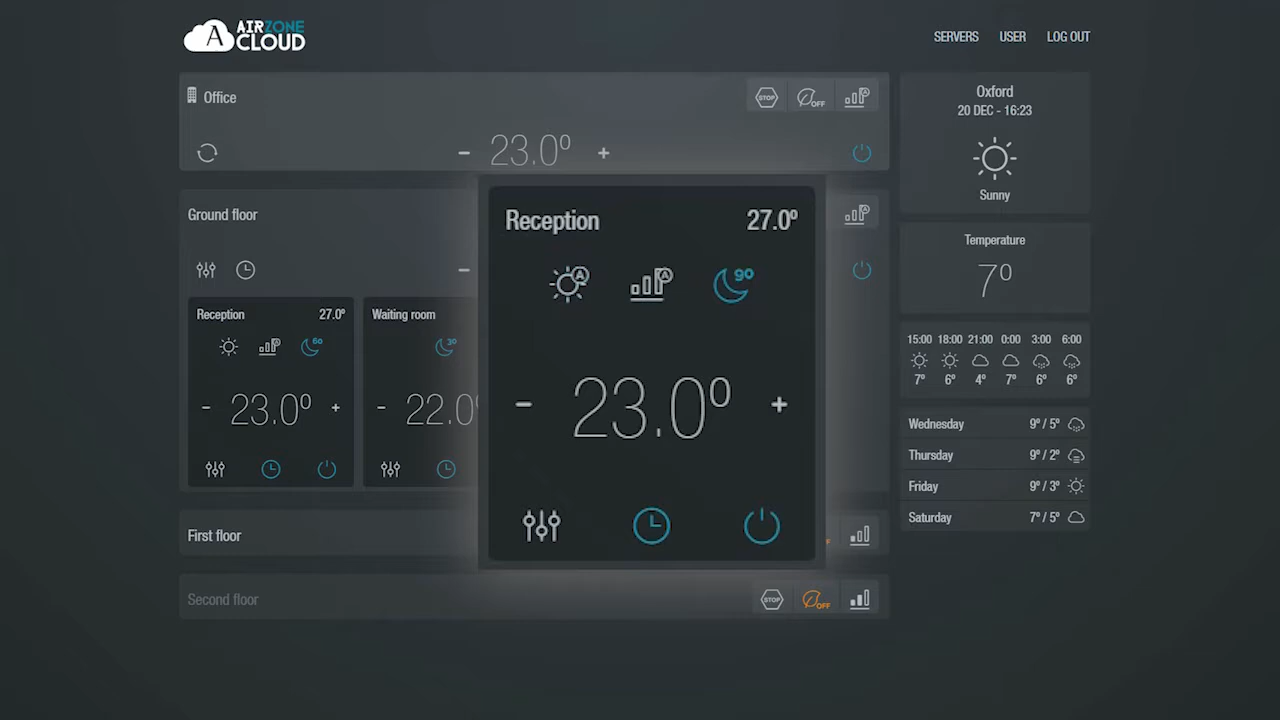 A AIRZONE
CLOUD
SERVERS USER LOG OUT
Office
STOP OFF A
- 23.0º +
Oxford
20 DEC - 16:23
Sunny
Ground floor
A
-
Reception 27.0º
A A 90
- 23.0º +
Temperature
7º
Reception 27.0º
A 60
- 23.0º +
Waiting room
30
- 22.0º
15:00 18:00 21:00 0:00 3:00 6:00
7º 6º 4º 7º 6º 6º
Wednesday 9º / 5º
Thursday 9º / 2º
Friday 9º / 3º
Saturday 7º / 5º
First floor
Second floor
STOP OFF